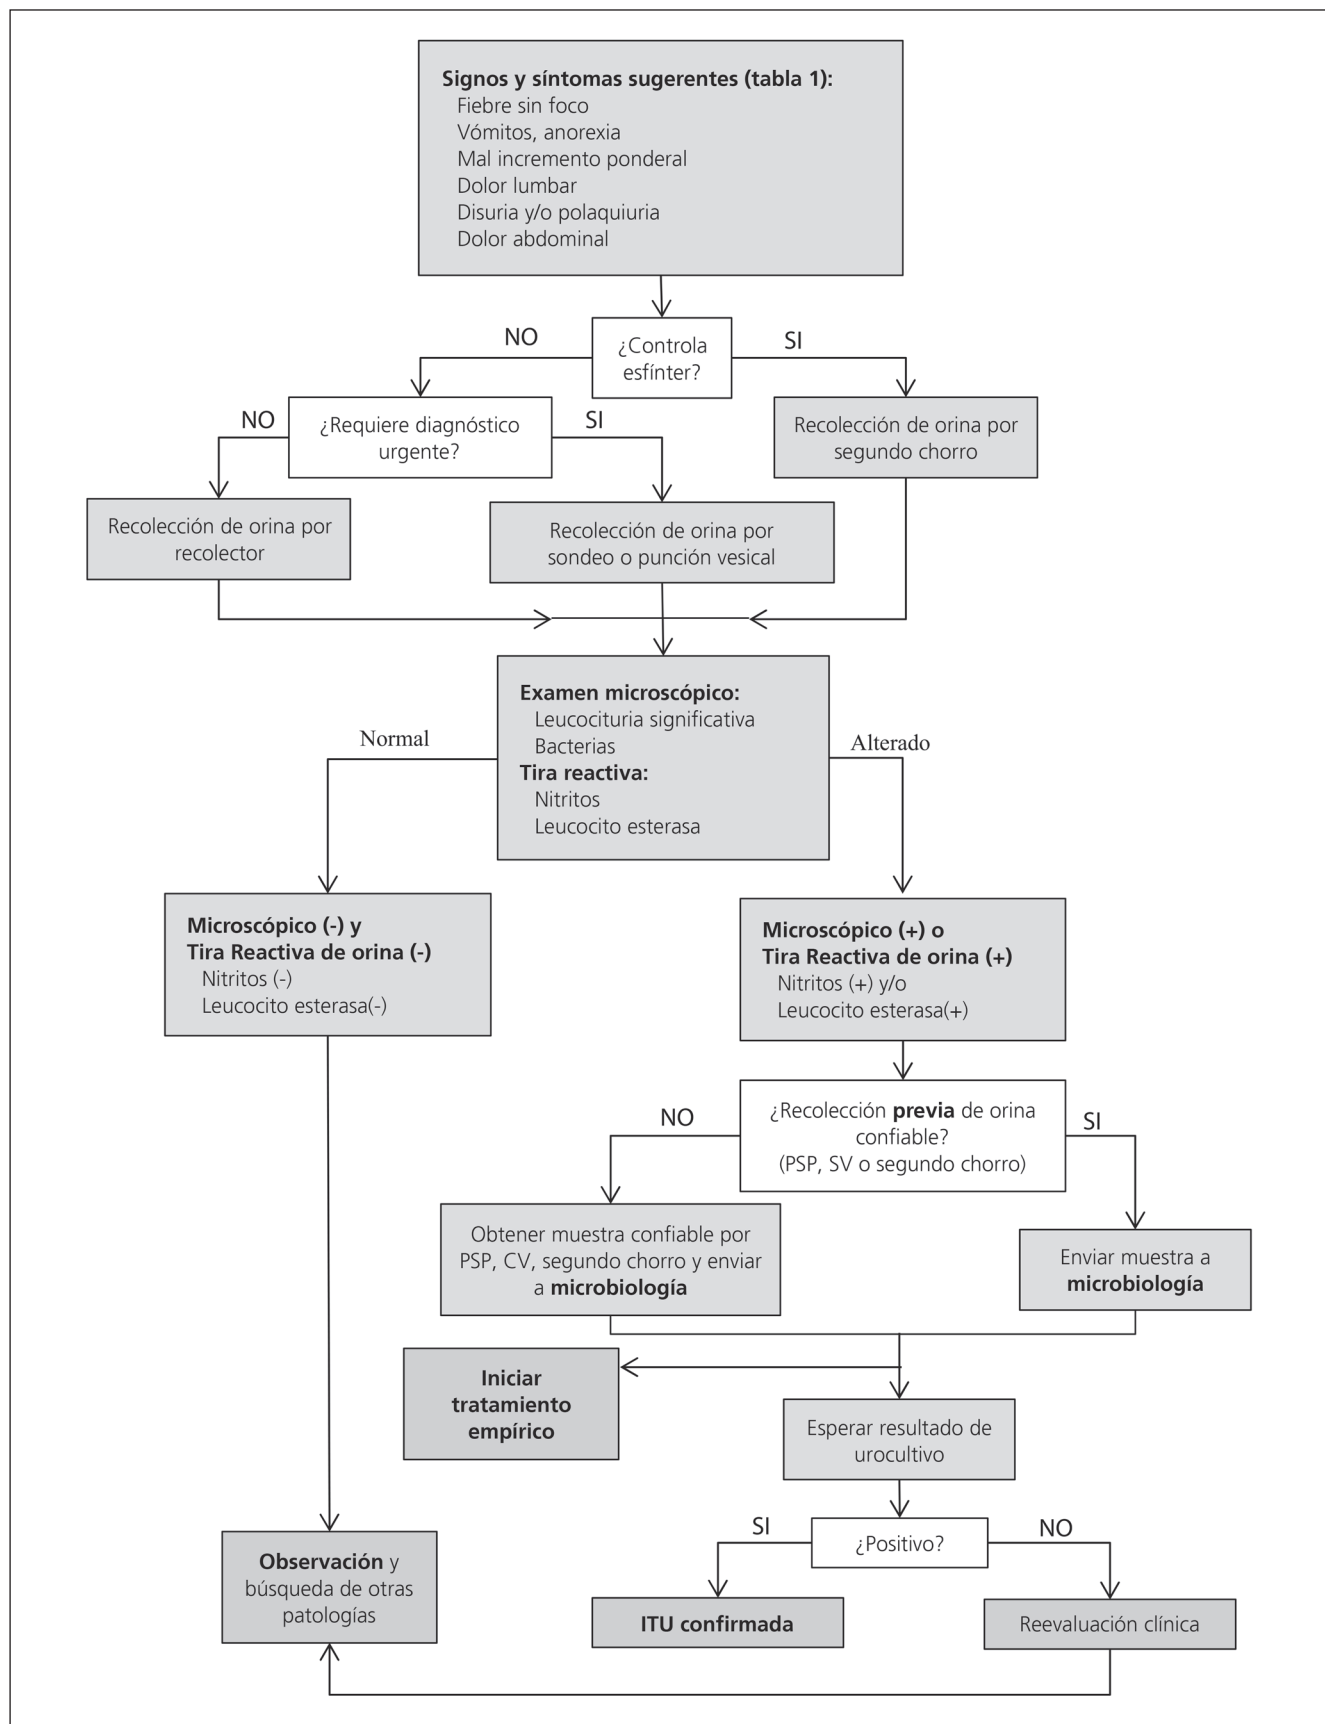 Signos y síntomas sugerentes (tabla 1):
Fiebre sin foco
Vómitos, anorexia
Mal incremento ponderal
Dolor lumbar
Disuria y/o polaquiuria
Dolor abdominal
NO
¿Controla
esfínter?
SI
NO
¿Requiere diagnóstico
urgente?
SI
Recolección de orina por
segundo chorro
Recolección de orina por
recolector
Recolección de orina por
sondeo o punción vesical
Normal
Examen microscópico:
Leucocituria significativa
Bacterias
Tira reactiva:
Nitritos
Leucocito esterasa
Alterado
Microscópico (-) y
Tira Reactiva de orina (-)
Nitritos (-)
Leucocito esterasa(-)
Microscópico (+) o
Tira Reactiva de orina (+)
Nitritos (+) y/o
Leucocito esterasa(+)
NO
¿Recolección previa de orina
confiable?
(PSP, SV o segundo chorro)
SI
Obtener muestra confiable por
PSP, CV, segundo chorro y enviar
a microbiología
Enviar muestra a
microbiología
Iniciar
tratamiento
empírico
Esperar resultado de
urocultivo
SI
¿Positivo?
NO
Observación y
búsqueda de otras
patologías
ITU confirmada
Reevaluación clínica